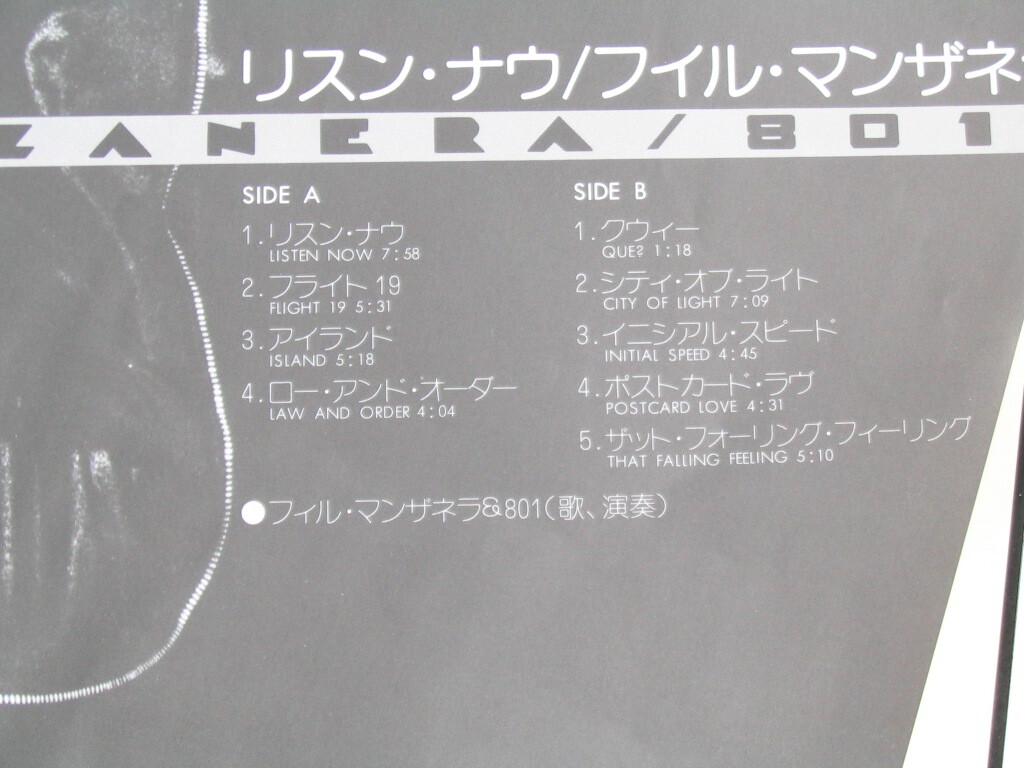 リスン・ナウ/フィル・マンザネ
ZANERA/801
SIDE A
1.リスン・ナウ
LISTEN NOW 7:58
2.フライト 19
FLIGHT 19 5:31
3.アイランド
ISLAND 5:18
4.ロー・アンド・オーダー
LAW AND ORDER 4:04
SIDE B
1.クウィー
QUE? 1:18
2.シティ・オブ・ライト
CITY OF LIGHT 7:09
3.イニシアル・スピード
INITIAL SPEED 4:45
4.ポストカード・ラヴ
POSTCARD LOVE 4:31
5.ザット・フォーリング・フィーリング
THAT FALLING FEELING 5:10
●フィル・マンザネラ&801(歌、演奏)